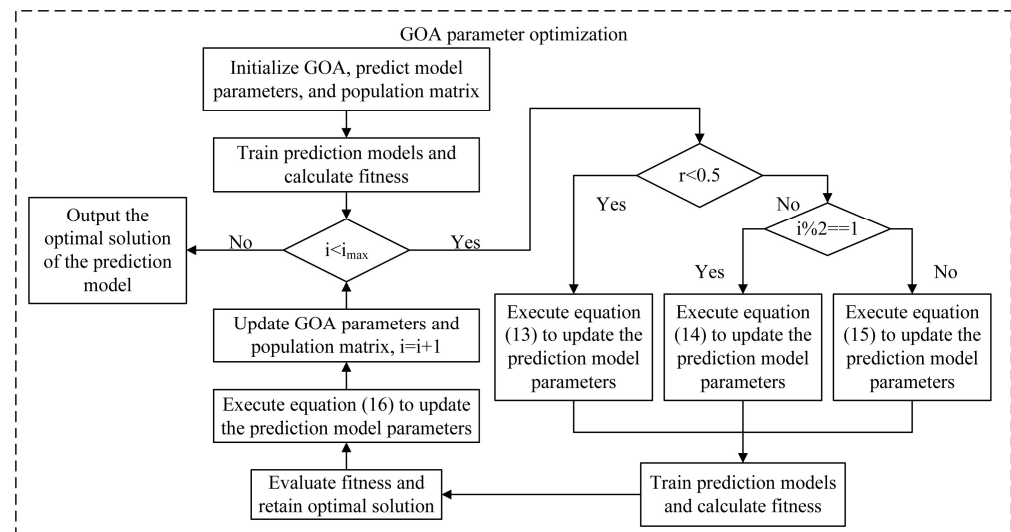 GOA parameter optimization
Initialize GOA, predict model
parameters, and population matrix
Train prediction models and
calculate fitness
Output the
optimal solution
of the prediction
model
No
i<imax
Yes
r<0.5
Yes
No
i%2==1
Yes
No
Update GOA parameters and
population matrix, i=i+1
Execute equation
(13) to update the
prediction model
parameters
Execute equation
(14) to update the
prediction model
parameters
Execute equation
(15) to update the
prediction model
parameters
Execute equation (16) to update
the prediction model parameters
Evaluate fitness and
retain optimal solution
Train prediction models
and calculate fitness